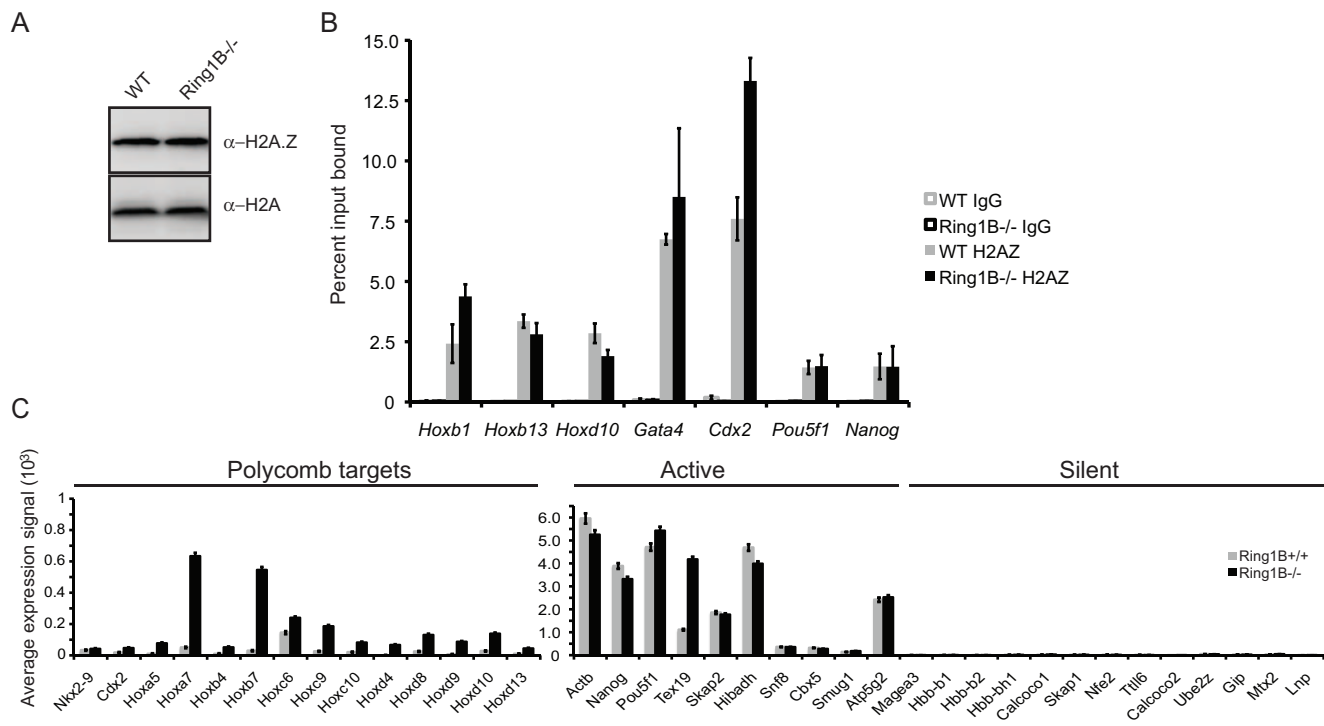 A
WT
Ring1B-/-
α–H2A.Z
α–H2A
B
Percent input bound
15.0
12.5
10.0
7.5
5.0
2.5
0
Hoxb1 Hoxb13 Hoxd10 Gata4 Cdx2 Pou5f1 Nanog
WT IgG
Ring1B-/- IgG
WT H2AZ
Ring1B-/- H2AZ
C
Polycomb targets
Active
Silent
Average expression signal (10³)
1
0.8
0.6
0.4
0.2
0
Nkx2-9 Cdx2 Hoxa5 Hoxa7 Hoxb4 Hoxb7 Hoxc6 Hoxc9 Hoxc10 Hoxd4 Hoxd8 Hoxd9 Hoxd10 Hoxd13
6.0
5.0
4.0
3.0
2.0
1.0
0.0
Actb Nanog Pou5f1 Tex19 Skap2 Hibadh Snf8 Cbx5 Smug1 Atp5g2 Magea3 Hbb-b1 Hbb-b2 Hbb-bh1 Calcoco1 Skap1 Nfe2 Ttll6 Calcoco2 Ube2z Gip Mtx2 Lnp
Ring1B+/+
Ring1B-/-